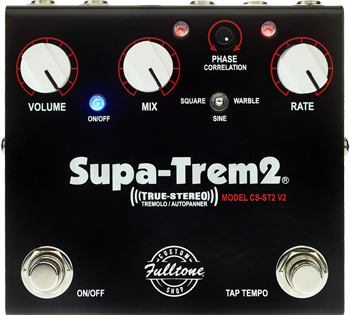 PHASE
CORRELATION
VOLUME
MIX
RATE
SQUARE
WARBLE
SINE
ON/OFF
Supa-Trem2®
(((TRUE-STEREO)))
TREMOLO / AUTOPANNER
MODEL CS-ST2 V2
CUSTOM
Fulltone
SHOP
ON/OFF
TAP TEMPO